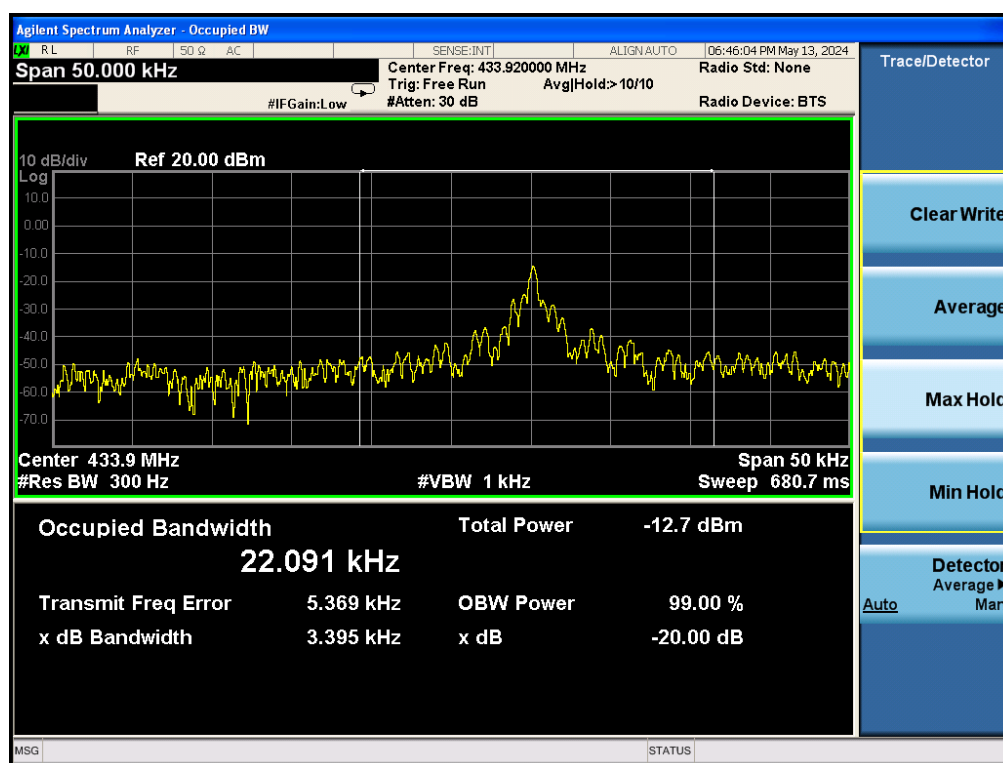 Agilent Spectrum Analyzer - Occupied BW
LXI RL RF 50 Ω AC SENSE:INT ALIGN AUTO 06:46:04 PM May 13, 2024
Span 50.000 kHz
Center Freq: 433.920000 MHz
Radio Std: None
Trig: Free Run
Avg|Hold:>10/10
#IFGain:Low
#Atten: 30 dB
Radio Device: BTS
10 dB/div
Ref 20.00 dBm
Log
10.0
0.00
-10.0
-20.0
-30.0
-40.0
-50.0
-60.0
-70.0
Center 433.9 MHz
Span 50 kHz
#Res BW 300 Hz
#VBW 1 kHz
Sweep 680.7 ms
Occupied Bandwidth
22.091 kHz
Total Power -12.7 dBm
Transmit Freq Error 5.369 kHz
OBW Power 99.00 %
x dB Bandwidth 3.395 kHz
x dB -20.00 dB
MSG
STATUS
Trace/Detector
Clear Write
Average
Max Hold
Min Hold
Detector
Average▶
Auto Man